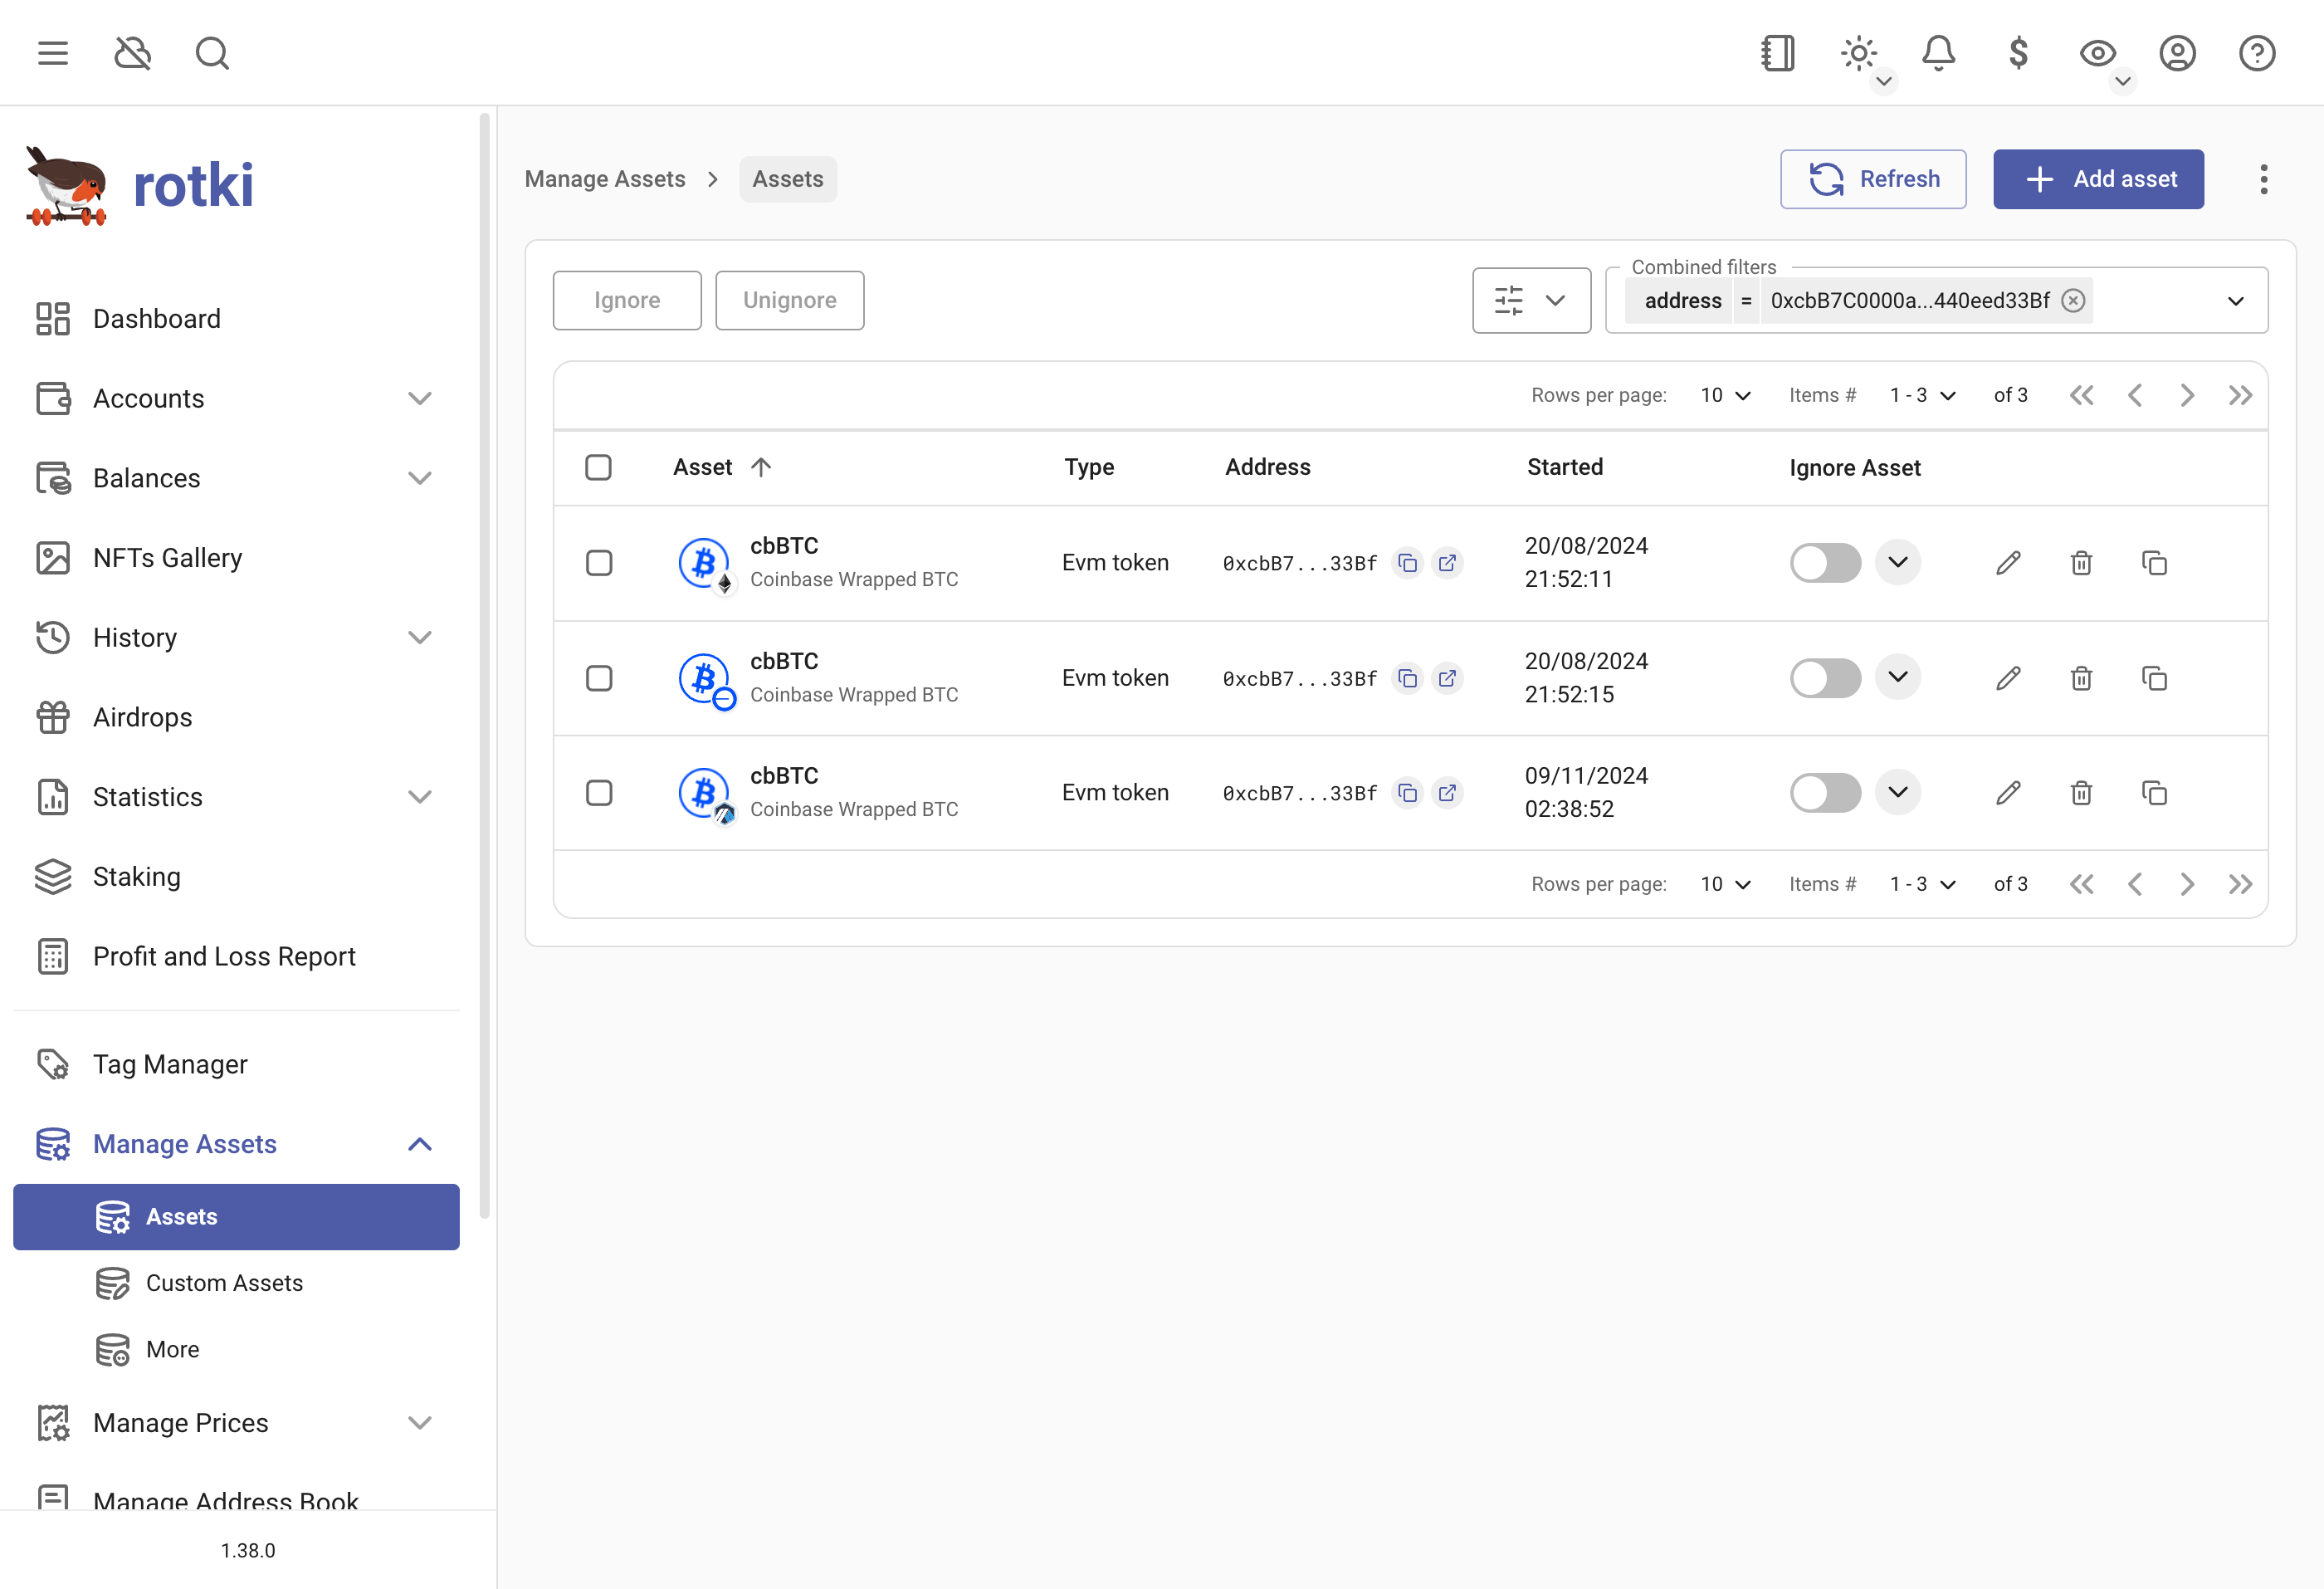 rotki
Dashboard
Accounts
Balances
NFTs Gallery
History
Airdrops
Statistics
Staking
Profit and Loss Report
Tag Manager
Manage Assets
Assets
Custom Assets
More
Manage Prices
Manage Address Book
1.38.0
Manage Assets
Assets
Refresh
Add asset
Ignore
Unignore
Combined filters
address = 0xcbB7C0000a...440eed33Bf
Rows per page: 10 Items # 1 - 3 of 3
Asset Type Address Started Ignore Asset
cbBTC
Coinbase Wrapped BTC
Evm token
0xcbB7...33Bf
20/08/2024
21:52:11
cbBTC
Coinbase Wrapped BTC
Evm token
0xcbB7...33Bf
20/08/2024
21:52:15
cbBTC
Coinbase Wrapped BTC
Evm token
0xcbB7...33Bf
09/11/2024
02:38:52
Rows per page: 10 Items # 1 - 3 of 3